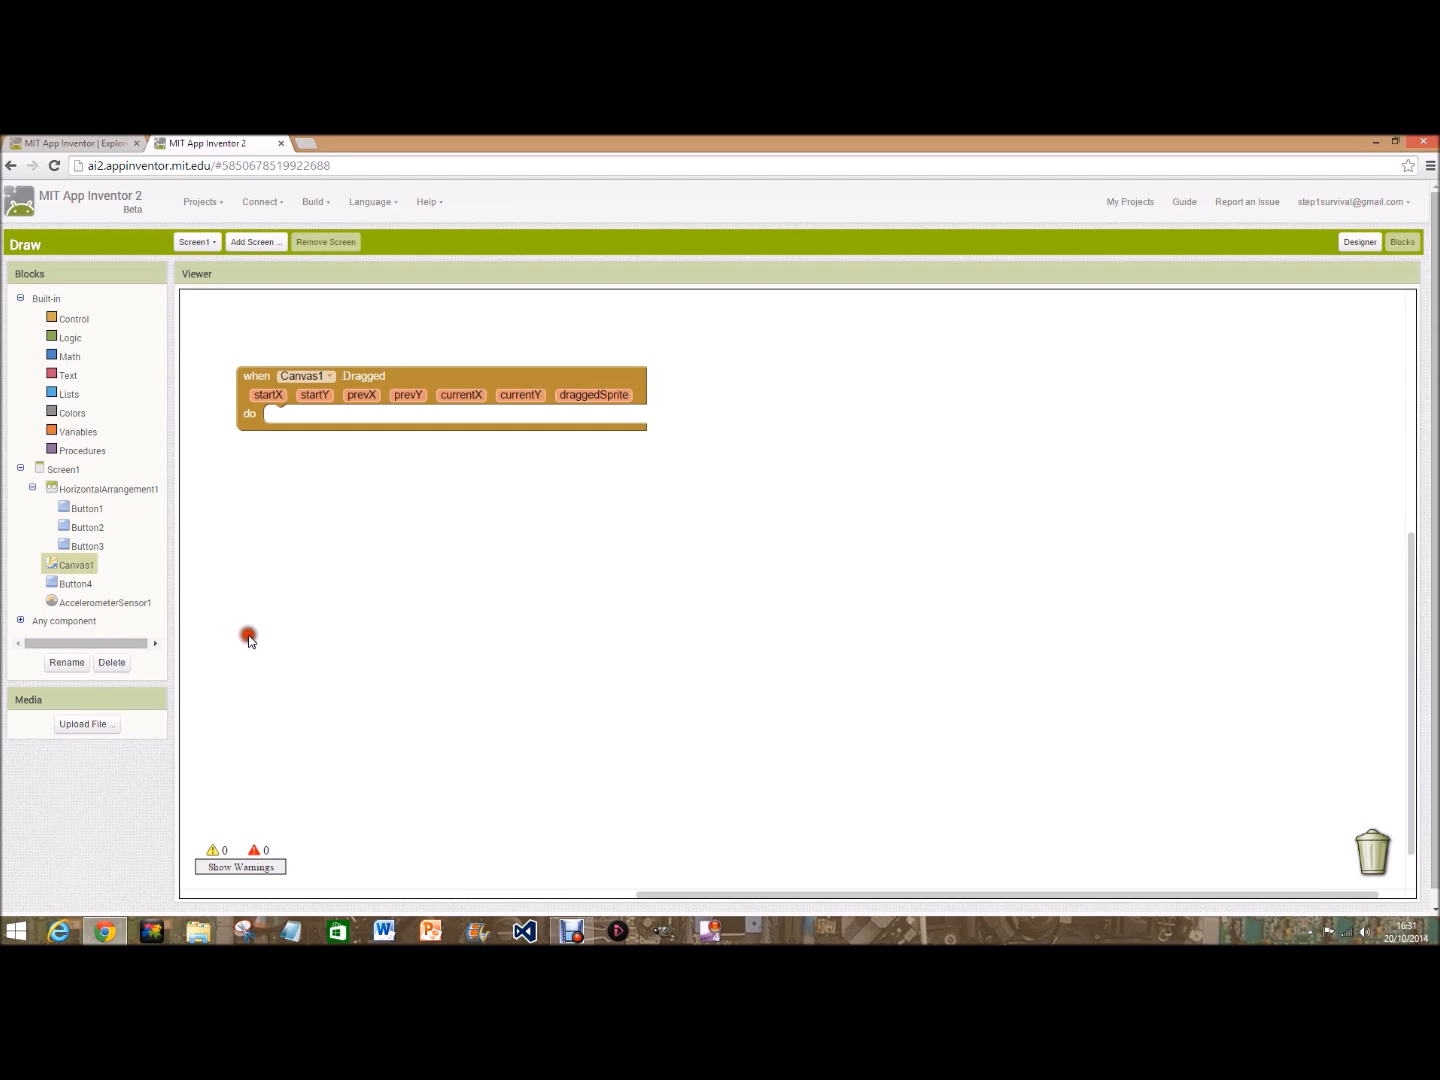 MIT App Inventor | Explor
MIT App Inventor 2
ai2.appinventor.mit.edu/#5850678519922688
MIT App Inventor 2
Beta
Projects
Connect
Build
Language
Help
My Projects
Guide
Report an Issue
step1survival@gmail.com
Draw
Screen1
Add Screen ...
Remove Screen
Designer
Blocks
Blocks
Viewer
Built-in
Control
Logic
Math
Text
Lists
Colors
Variables
Procedures
Screen1
HorizontalArrangement1
Button1
Button2
Button3
Canvas1
Button4
AccelerometerSensor1
Any component
Rename
Delete
Media
Upload File ...
when Canvas1 .Dragged
startX startY prevX prevY currentX currentY draggedSprite
do
0 0
Show Warnings
16:31
20/10/2014